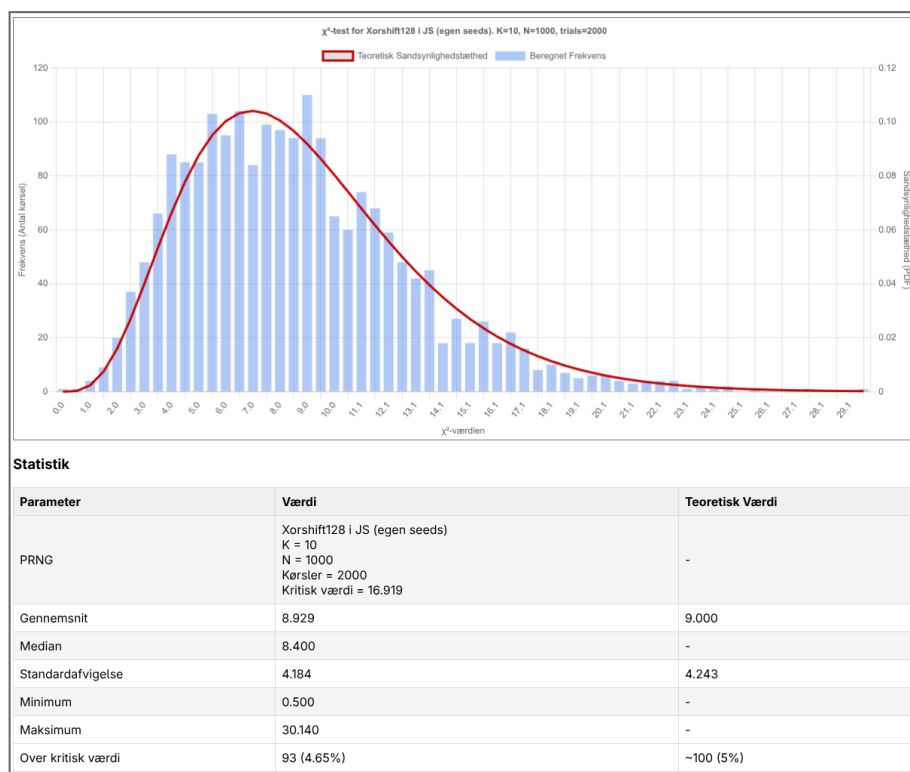 χ²-test for Xorshift128 i JS (egen seeds). K=10, N=1000, trials=2000
Teoretisk Sandsynlighedstæthed
Beregnet Frekvens
Frekvens (Antal kørsel)
120
100
80
60
40
20
0
0.12
0.10
0.08
0.06
0.04
0.02
0
Sandsynlighedstæthed (PDF)
0.0
1.0
2.0
3.0
4.0
5.0
6.0
7.0
8.0
9.0
10.0
11.1
12.1
13.1
14.1
15.1
16.1
17.1
18.1
19.1
20.1
21.1
22.1
23.1
24.1
25.1
26.1
27.1
28.1
29.1
χ²-værdien
Statistik
Parameter Værdi Teoretisk Værdi
PRNG
Xorshift128 i JS (egen seeds)
K = 10
N = 1000
Kørsler = 2000
Kritisk værdi = 16.919
-
Gennemsnit 8.929 9.000
Median 8.400 -
Standardafvigelse 4.184 4.243
Minimum 0.500 -
Maksimum 30.140 -
Over kritisk værdi 93 (4.65%) ~100 (5%)